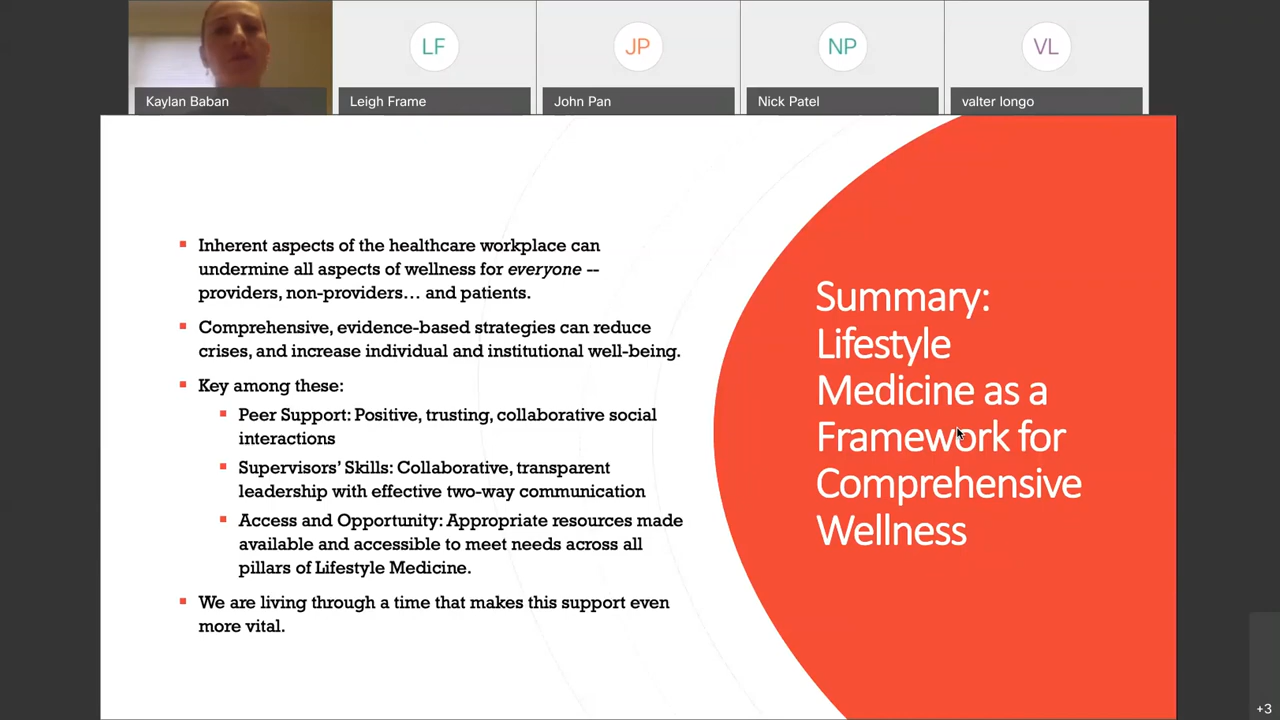 LF
JP
NP
VL
Kaylan Baban
Leigh Frame
John Pan
Nick Patel
valter longo
Inherent aspects of the healthcare workplace can
undermine all aspects of wellness for everyone --
providers, non-providers… and patients.
Comprehensive, evidence-based strategies can reduce
crises, and increase individual and institutional well-being.
Key among these:
Peer Support: Positive, trusting, collaborative social
interactions
Supervisors’ Skills: Collaborative, transparent
leadership with effective two-way communication
Access and Opportunity: Appropriate resources made
available and accessible to meet needs across all
pillars of Lifestyle Medicine.
We are living through a time that makes this support even
more vital.
Summary:
Lifestyle
Medicine as a
Framework for
Comprehensive
Wellness
+3